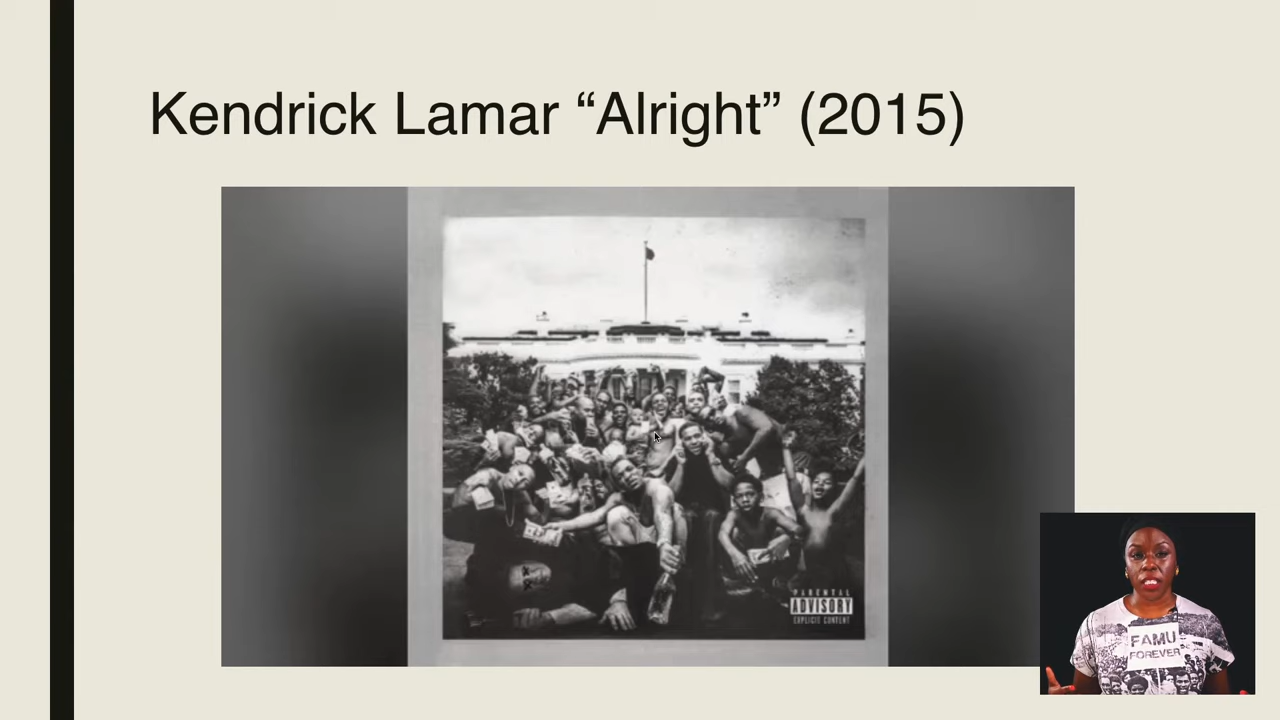 Kendrick Lamar “Alright” (2015)
PARENTAL
ADVISORY
EXPLICIT CONTENT
FAMU
FOREVER